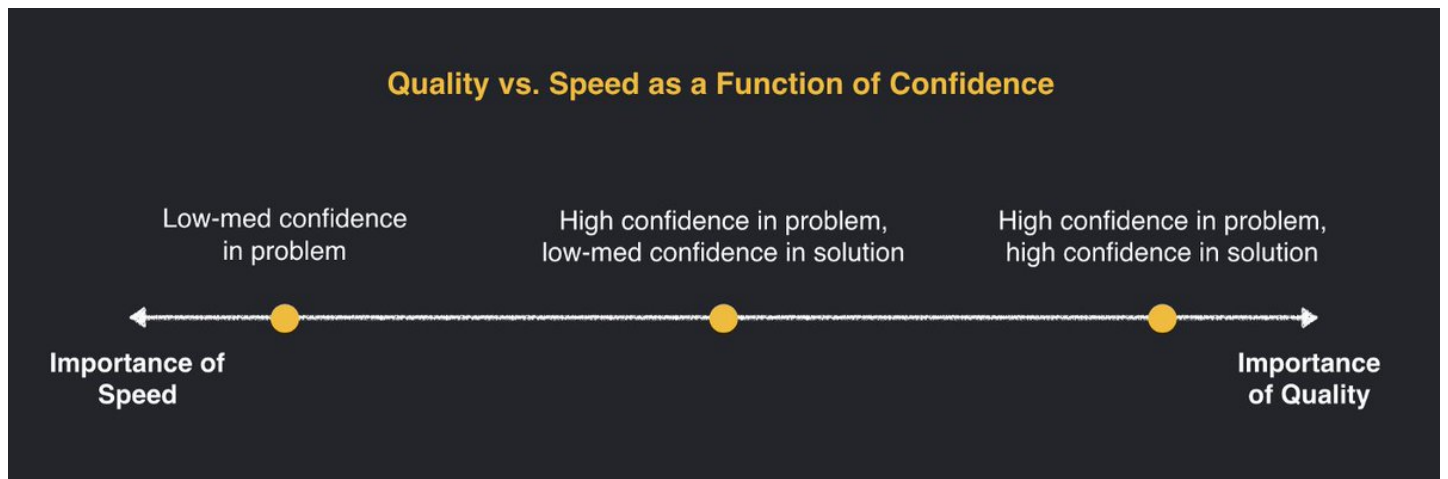 Quality vs. Speed as a Function of Confidence
Low-med confidence
in problem
High confidence in problem,
low-med confidence in solution
High confidence in problem,
high confidence in solution
Importance of
Speed
Importance
of Quality